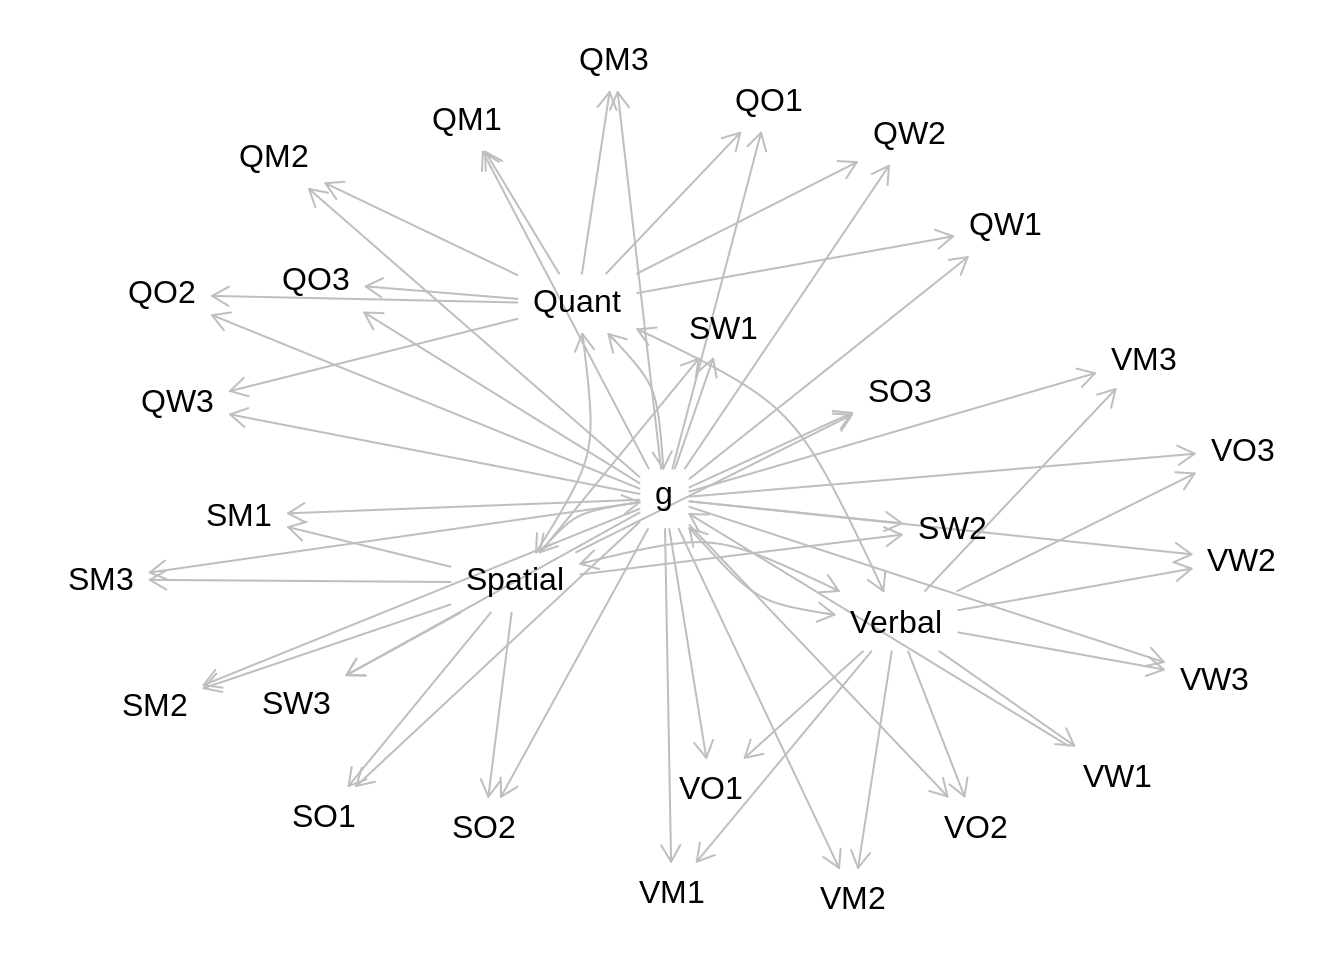 QM3
QO1
QM1
QW2
QM2
QW1
QO3
QO2
Quant
SW1
VM3
SO3
QW3
VO3
g
SM1
SW2
VW2
SM3
Spatial
Verbal
VW3
SM2
SW3
VW1
VO1
SO1
SO2
VO2
VM1
VM2